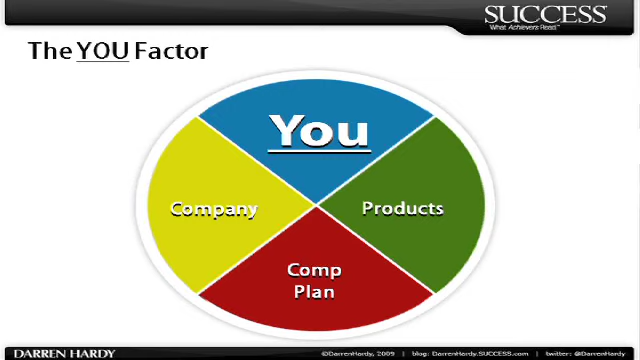 SUCCESS
What Achievers Read
The YOU Factor
You
Company
Products
Comp
Plan
DARREN HARDY
©DarrenHardy, 2009 | blog: DarrenHardy.SUCCESS.com | twitter: @DarrenHardy